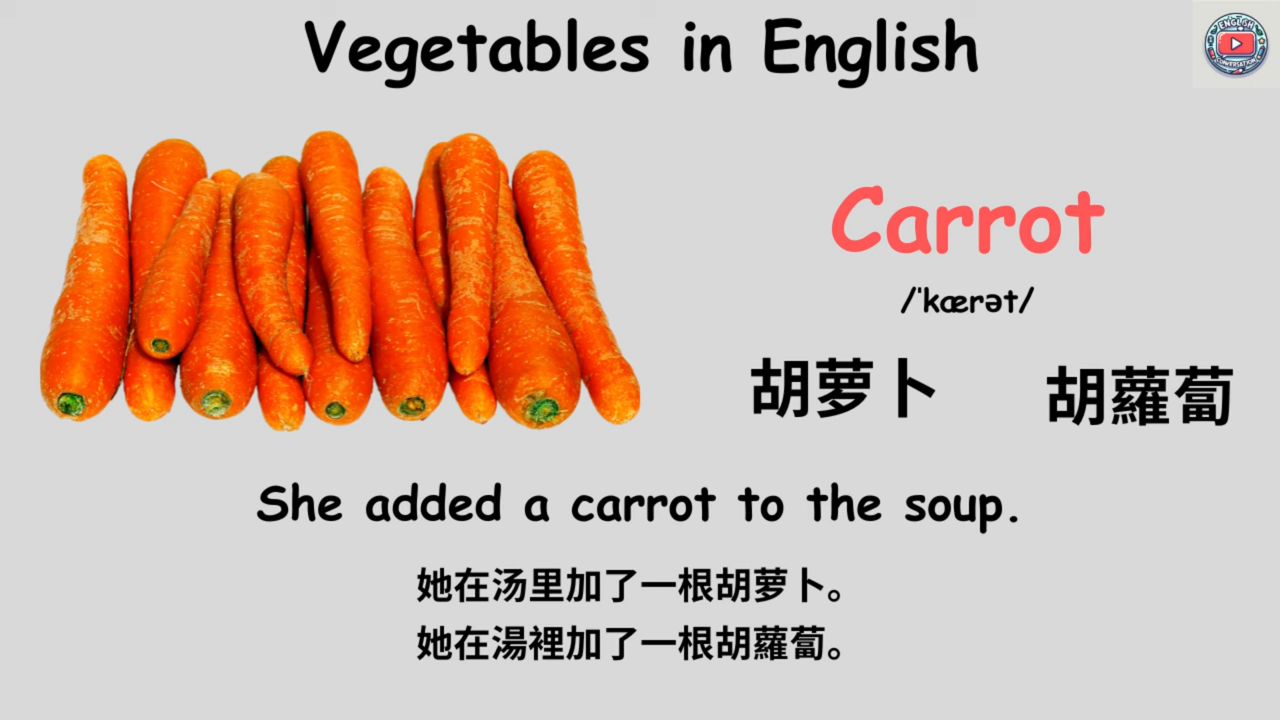 Vegetables in English
ENGLISH
CONVERSATION
Carrot
/ˈkærət/
胡萝卜 胡蘿蔔
She added a carrot to the soup.
她在汤里加了一根胡萝卜。
她在湯裡加了一根胡蘿蔔。